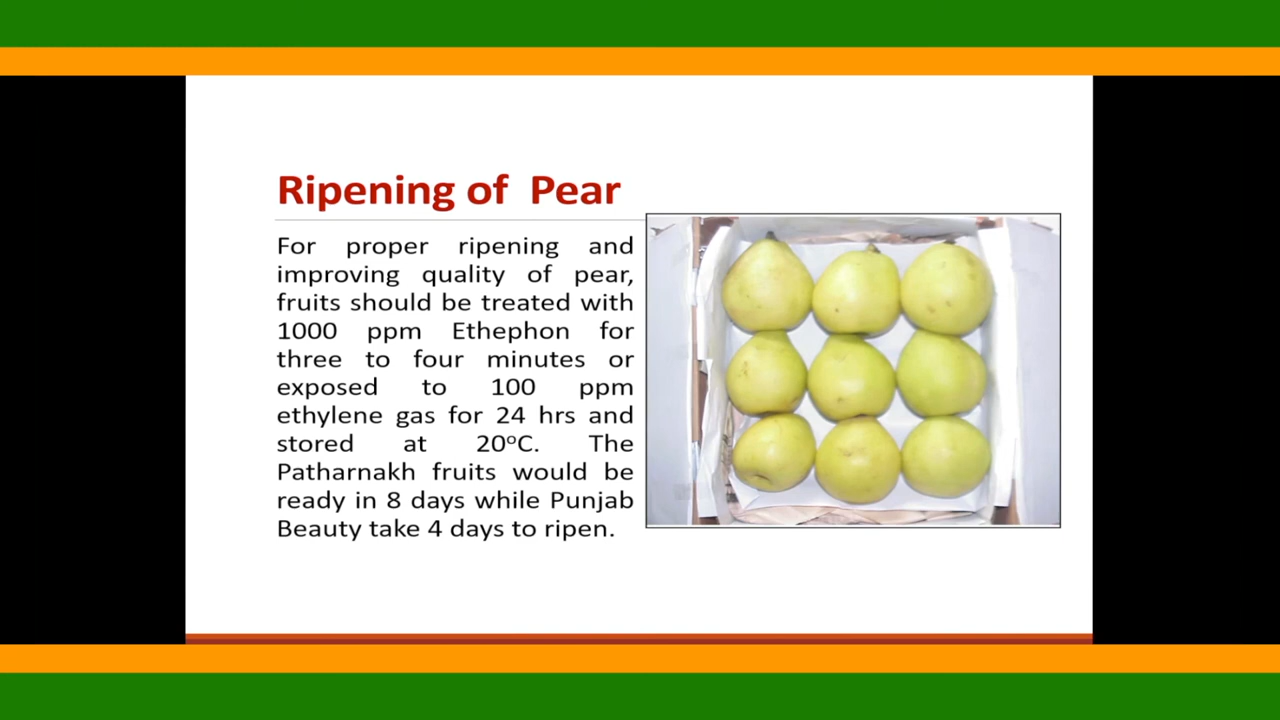 Ripening of Pear
For proper ripening and
improving quality of pear,
fruits should be treated with
1000 ppm Ethephon for
three to four minutes or
exposed to 100 ppm
ethylene gas for 24 hrs and
stored at 20°C. The
Patharnakh fruits would be
ready in 8 days while Punjab
Beauty take 4 days to ripen.